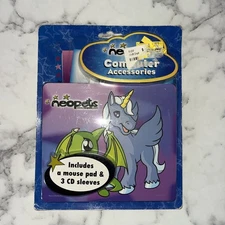 neopets
Computer
Accessories
neopets
Includes
a mouse pad &
3 CD sleeves